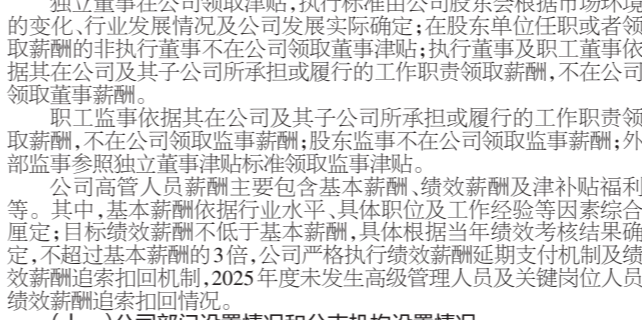 独立董事在公司领取津贴,执行标准由公司股东会根据市场环境
的变化、行业发展情况及公司发展实际确定;在股东单位任职或者领
取薪酬的非执行董事不在公司领取董事津贴;执行董事及职工董事依
据其在公司及其子公司所承担或履行的工作职责领取薪酬,不在公司
领取董事薪酬。
职工监事依据其在公司及其子公司所承担或履行的工作职责领
取薪酬,不在公司领取监事薪酬;股东监事不在公司领取监事薪酬;外
部监事参照独立董事津贴标准领取监事津贴。
公司高管人员薪酬主要包含基本薪酬、绩效薪酬及津补贴福利
等。其中,基本薪酬依据行业水平、具体职位及工作经验等因素综合
厘定;目标绩效薪酬不低于基本薪酬,具体根据当年绩效考核结果确
定,不超过基本薪酬的3倍,公司严格执行绩效薪酬延期支付机制及绩
效薪酬追索扣回机制,2025年度未发生高级管理人员及关键岗位人员
绩效薪酬追索扣回情况。
公司部门设置情况和分支机构设置情况